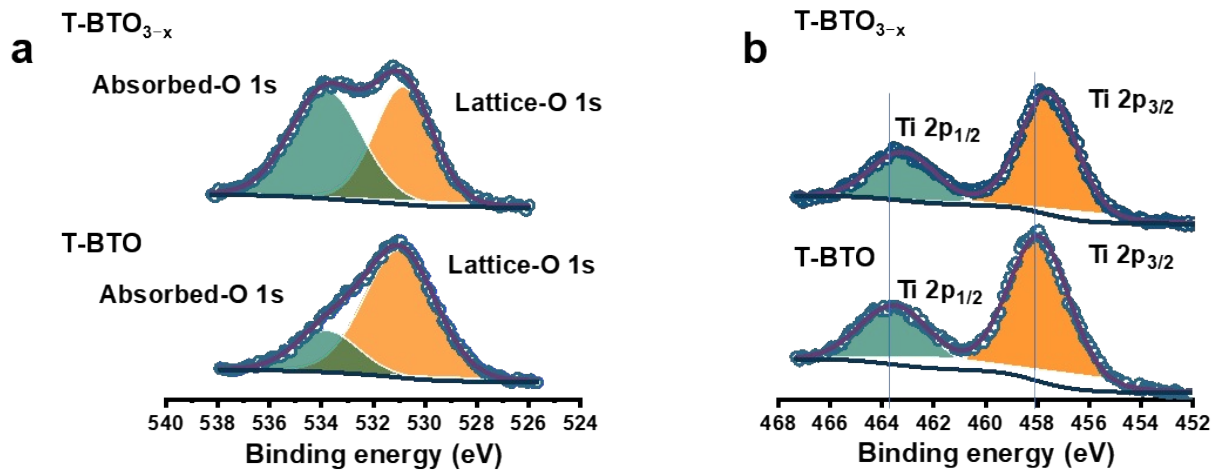 a
T-BTO₃₋ₓ
Absorbed-O 1s
Lattice-O 1s
T-BTO
Absorbed-O 1s
Lattice-O 1s
540 538 536 534 532 530 528 526 524
Binding energy (eV)
b
T-BTO₃₋ₓ
Ti 2p₁/₂
Ti 2p₃/₂
T-BTO
Ti 2p₁/₂
Ti 2p₃/₂
468 466 464 462 460 458 456 454 452
Binding energy (eV)